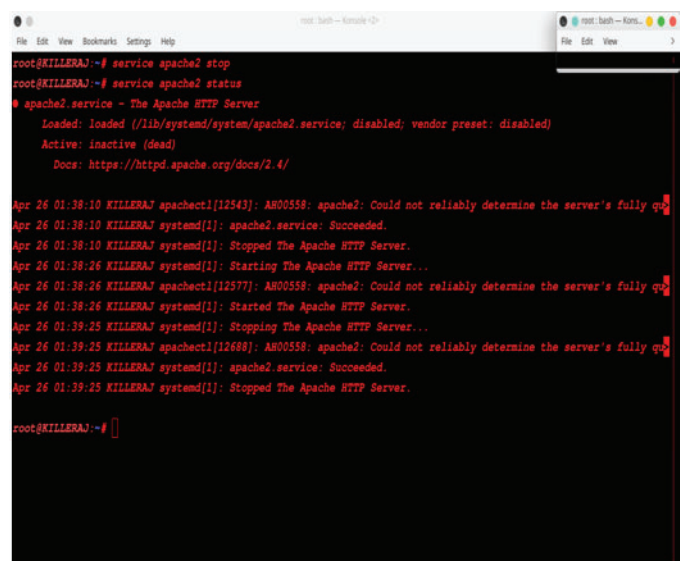 root : bash — Konsole <2>
root : bash — Kons...
File Edit View Bookmarks Settings Help
File Edit View
root@KILLERAJ:~# service apache2 stop
root@KILLERAJ:~# service apache2 status
● apache2.service - The Apache HTTP Server
Loaded: loaded (/lib/systemd/system/apache2.service; disabled; vendor preset: disabled)
Active: inactive (dead)
Docs: https://httpd.apache.org/docs/2.4/
Apr 26 01:38:10 KILLERAJ apachectl[12543]: AH00558: apache2: Could not reliably determine the server's fully qu>
Apr 26 01:38:10 KILLERAJ systemd[1]: apache2.service: Succeeded.
Apr 26 01:38:10 KILLERAJ systemd[1]: Stopped The Apache HTTP Server.
Apr 26 01:38:26 KILLERAJ systemd[1]: Starting The Apache HTTP Server...
Apr 26 01:38:26 KILLERAJ apachectl[12577]: AH00558: apache2: Could not reliably determine the server's fully qu>
Apr 26 01:38:26 KILLERAJ systemd[1]: Started The Apache HTTP Server.
Apr 26 01:39:25 KILLERAJ systemd[1]: Stopping The Apache HTTP Server...
Apr 26 01:39:25 KILLERAJ apachectl[12688]: AH00558: apache2: Could not reliably determine the server's fully qu>
Apr 26 01:39:25 KILLERAJ systemd[1]: apache2.service: Succeeded.
Apr 26 01:39:25 KILLERAJ systemd[1]: Stopped The Apache HTTP Server.
root@KILLERAJ:~#